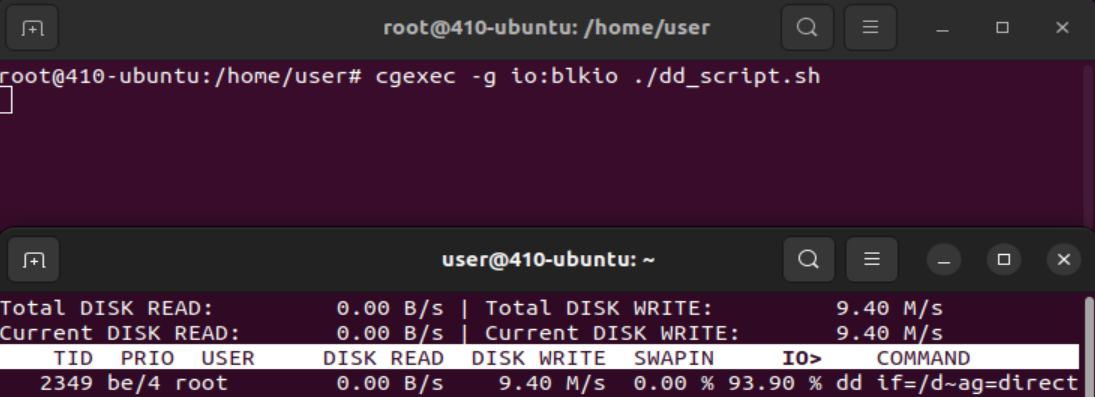 root@410-ubuntu: /home/user
root@410-ubuntu:/home/user# cgexec -g io:blkio ./dd_script.sh
user@410-ubuntu: ~
Total DISK READ: 0.00 B/s | Total DISK WRITE: 9.40 M/s
Current DISK READ: 0.00 B/s | Current DISK WRITE: 9.40 M/s
TID PRIO USER DISK READ DISK WRITE SWAPIN IO> COMMAND
2349 be/4 root 0.00 B/s 9.40 M/s 0.00 % 93.90 % dd if=/d~ag=direct